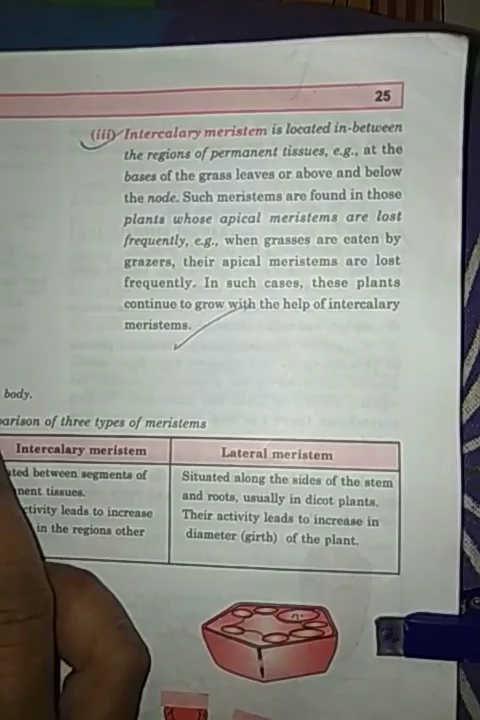 25
(iii) Intercalary meristem is located in-between
the regions of permanent tissues, e.g., at the
bases of the grass leaves or above and below
the node. Such meristems are found in those
plants whose apical meristems are lost
frequently, e.g., when grasses are eaten by
grazers, their apical meristems are lost
frequently. In such cases, these plants
continue to grow with the help of intercalary
meristems.
body.
parison of three types of meristems
Intercalary meristem
ated between segments of
nent tissues.
ctivity leads to increase
in the regions other
Lateral meristem
Situated along the sides of the stem
and roots, usually in dicot plants.
Their activity leads to increase in
diameter (girth) of the plant.